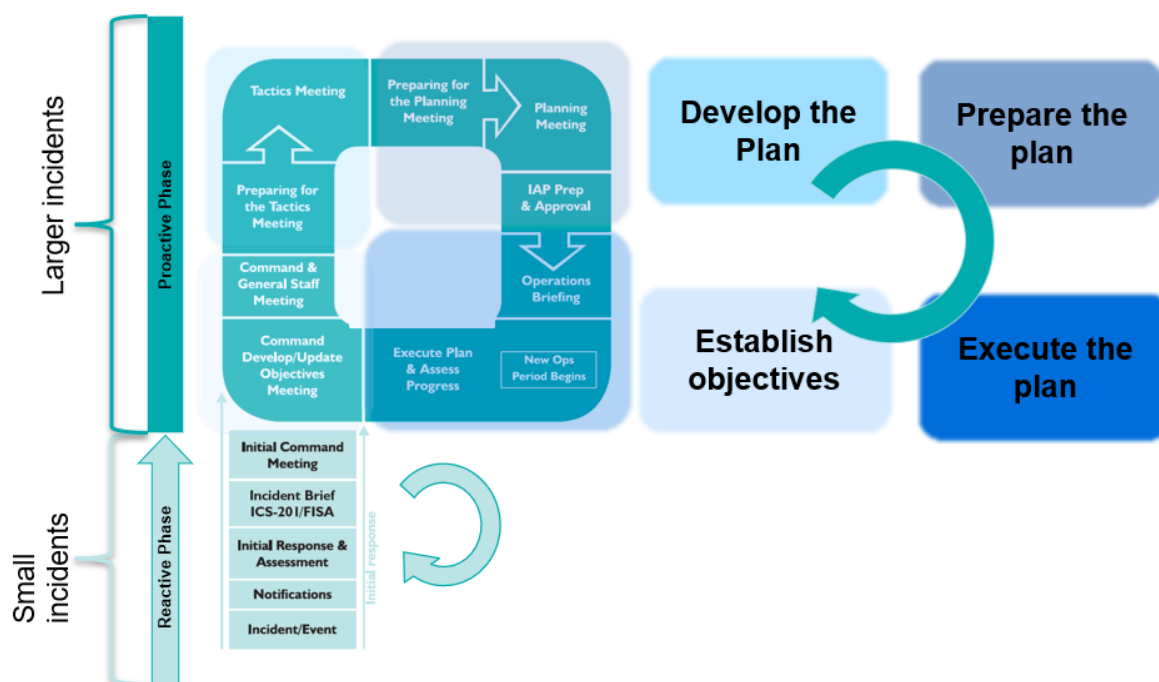 Larger incidents
Proactive Phase
Tactics Meeting
Preparing for
the Planning
Meeting
Planning
Meeting
Preparing for
the Tactics
Meeting
IAP Prep
& Approval
Command &
General Staff
Meeting
Operations
Briefing
Command
Develop/Update
Objectives
Meeting
Execute Plan
& Assess
Progress
New Ops
Period Begins
Develop the
Plan
Prepare the
plan
Establish
objectives
Execute the
plan
Small
incidents
Reactive Phase
Initial Command
Meeting
Incident Brief
ICS-201/FISA
Initial Response &
Assessment
Notifications
Incident/Event
Initial response